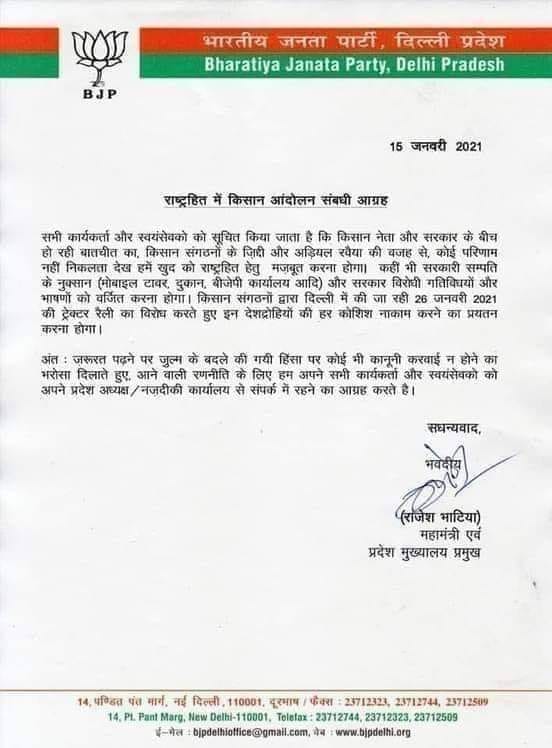 भारतीय जनता पार्टी, दिल्ली प्रदेश
Bharatiya Janata Party, Delhi Pradesh
BJP
15 जनवरी 2021
राष्ट्रहित में किसान आंदोलन संबधी आग्रह
सभी कार्यकर्ता और स्वयंसेवको को सूचित किया जाता है कि किसान नेता और सरकार के बीच
हो रही बातचीत का, किसान संगठनों के ज़िद्दी और अड़ियल रवैया की वजह से, कोई परिणाम
नहीं निकलता देख हमें खुद को राष्ट्रहित हेतु मजबूत करना होगा। कहीं भी सरकारी सम्पति
के नुक्सान (मोबाइल टावर, दुकान, बीजेपी कार्यालय आदि) और सरकार विरोधी गतिविधयों और
भाषणों को वर्जित करना होगा। किसान संगठनों द्वारा दिल्ली में की जा रही 26 जनवरी 2021
की ट्रेक्टर रैली का विरोध करते हुए इन देशद्रोहियों की हर कोशिश नाकाम करने का प्रयतन
करना होगा।
अंत : ज़रूरत पढ़ने पर जुल्म के बदले की गयी हिंसा पर कोई भी कानूनी करवाई न होने का
भरोसा दिलाते हुए, आने वाली रणनीति के लिए हम अपने सभी कार्यकर्ता और स्वयंसेवको को
अपने प्रदेश अध्यक्ष/नज़दीकी कार्यालय से संपर्क में रहने का आग्रह करते है।
सधन्यवाद,
भवदीय
(राजेश भाटिया)
महामंत्री एवं
प्रदेश मुख्यालय प्रमुख
14, पण्डित पंत मार्ग, नई दिल्ली, 110001, दूरभाष / फैक्स : 23712323, 23712744, 23712509
14, Pt. Pant Marg, New Delhi-110001, Telefax : 23712744, 23712323, 23712509
ई-मेल : bjpdelhioffice@gmail.com, वेब : www.bjpdelhi.org